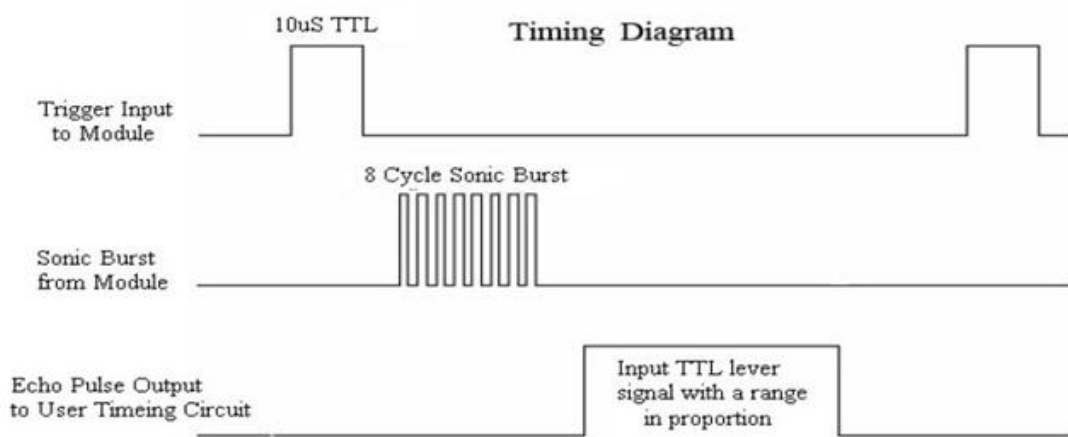 10uS TTL
Timing Diagram
Trigger Input
to Module
8 Cycle Sonic Burst
Sonic Burst
from Module
Echo Pulse Output
to User Timeing Circuit
Input TTL lever
signal with a range
in proportion